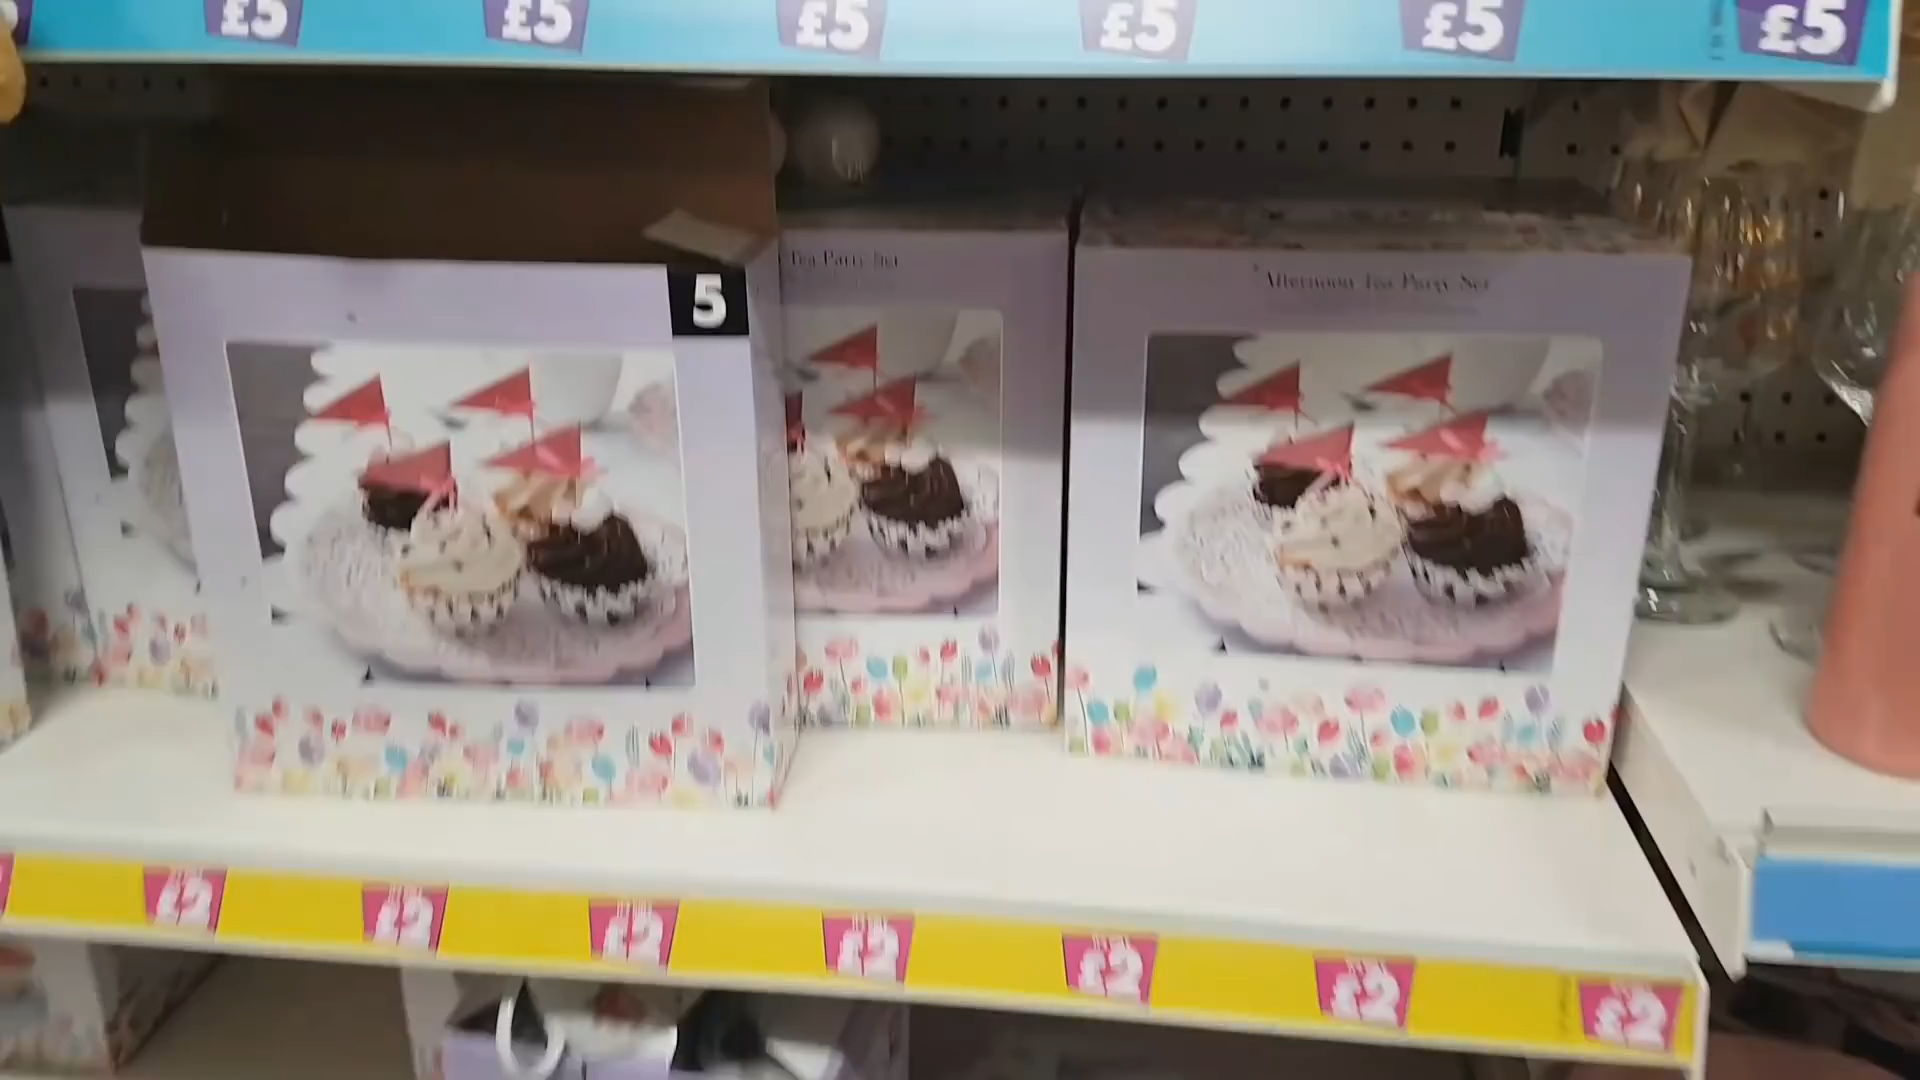 £5 £5 £5 £5 £5 £5
5
Tea Party Set
Afternoon Tea Party Set
£2 £2 £2 £2 £2 £2 £2